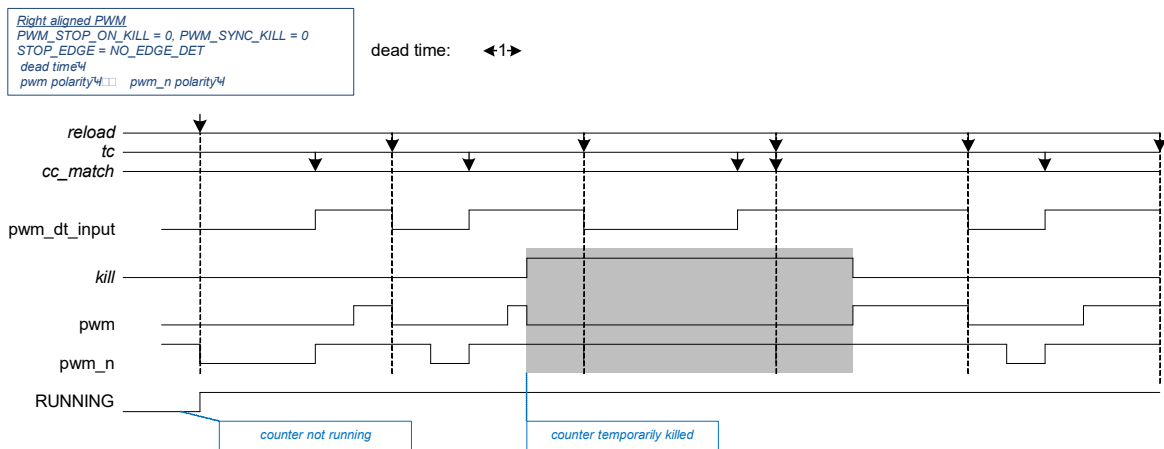 Right aligned PWM
PWM_STOP_ON_KILL = 0, PWM_SYNC_KILL = 0
STOP_EDGE = NO_EDGE_DET
dead time
pwm polarity pwm_n polarity
dead time: 1
reload
tc
cc_match
pwm_dt_input
kill
pwm
pwm_n
RUNNING
counter not running
counter temporarily killed